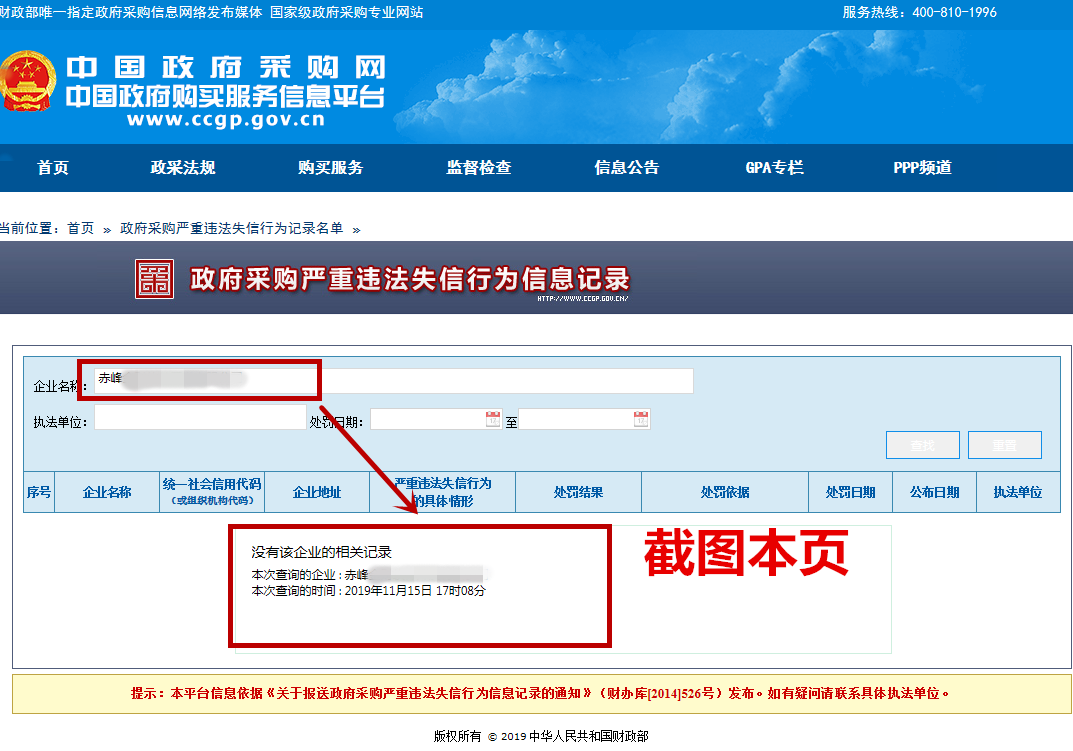 财政部唯一指定政府采购信息网络发布媒体 国家级政府采购专业网站
服务热线：400-810-1996
中国政府采购网
中国政府购买服务信息平台
www.ccgp.gov.cn
首页 政采法规 购买服务 监督检查 信息公告 GPA专栏 PPP频道
当前位置：首页 » 政府采购严重违法失信行为记录名单 »
政府采购严重违法失信行为信息记录
HTTP://WWW.CCGP.GOV.CN/
企业名称： 赤峰
执法单位： 处罚日期： 至
查找 重置
序号 企业名称 统一社会信用代码 （或组织机构代码） 企业地址 严重违法失信行为 的具体情形 处罚结果 处罚依据 处罚日期 公布日期 执法单位
没有该企业的相关记录
本次查询的企业 : 赤峰
本次查询的时间 : 2019年11月15日 17时08分
截图本页
提示：本平台信息依据《关于报送政府采购严重违法失信行为信息记录的通知》（财办库[2014]526号）发布。如有疑问请联系具体执法单位。
版权所有 © 2019 中华人民共和国财政部